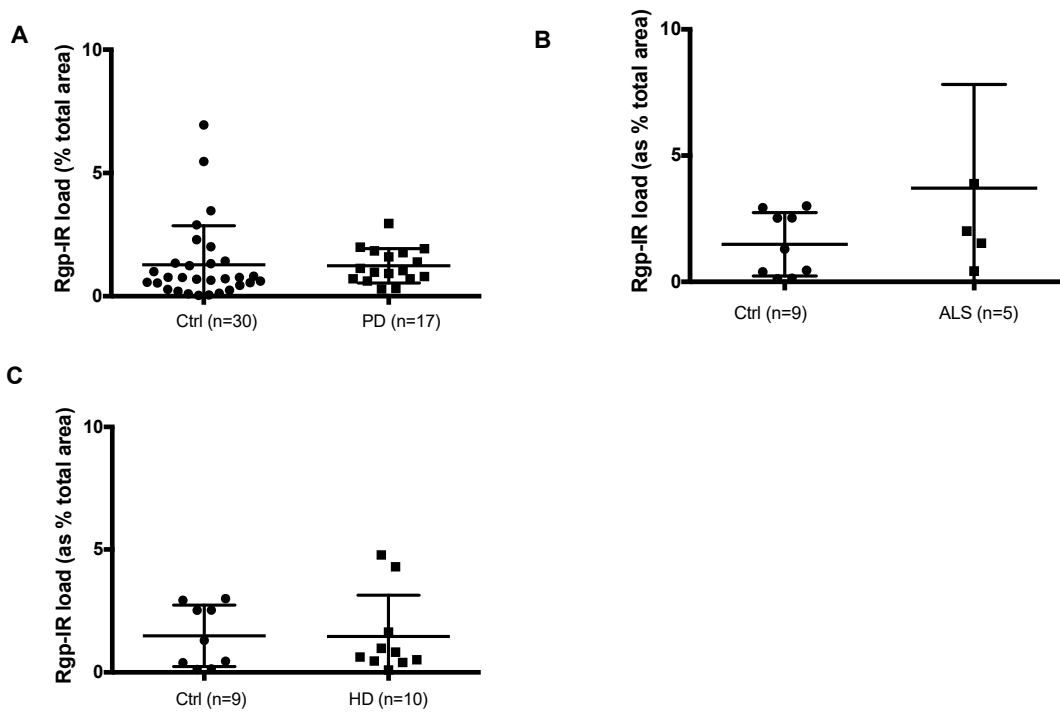 A
Rgp-IR load (% total area)
10
5
0
Ctrl (n=30)
PD (n=17)
B
Rgp-IR load (as % total area)
10
5
0
Ctrl (n=9)
ALS (n=5)
C
Rgp-IR load (as % total area)
10
5
0
Ctrl (n=9)
HD (n=10)